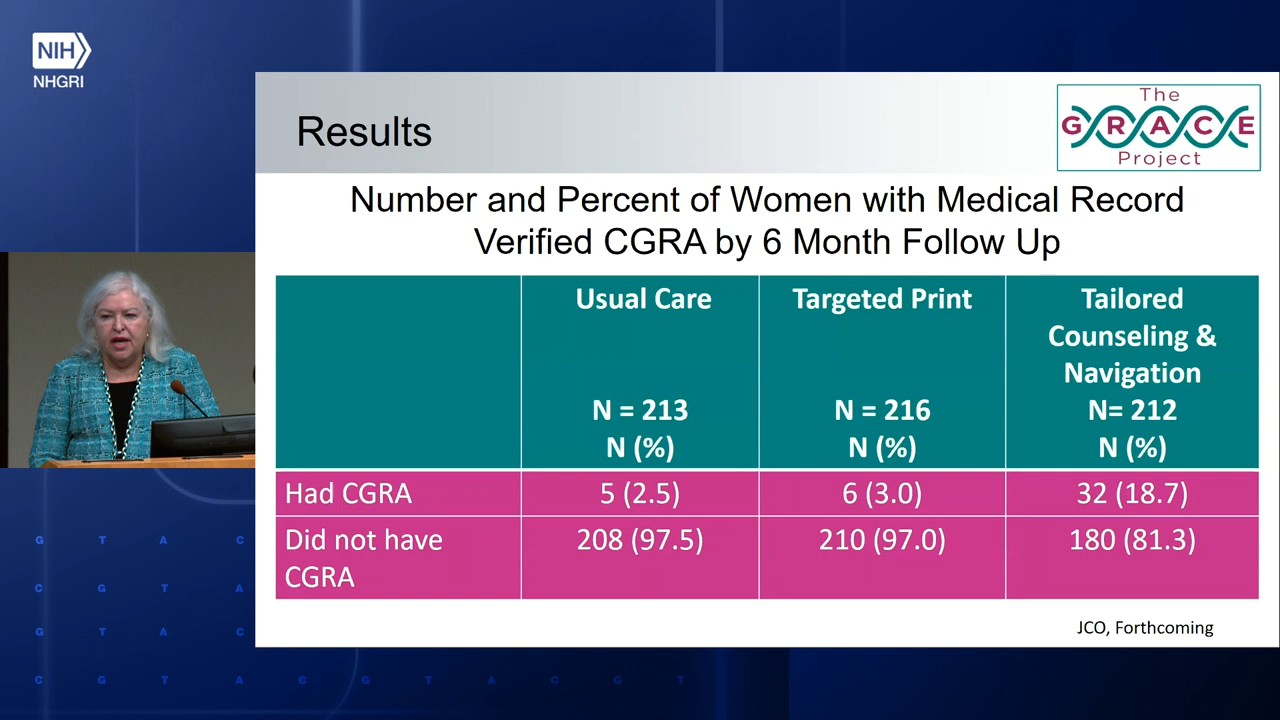 NIH
NHGRI
Results
The
GRACE
Project
Number and Percent of Women with Medical Record
Verified CGRA by 6 Month Follow Up
Usual Care
N = 213
N (%)
Targeted Print
N = 216
N (%)
Tailored
Counseling &
Navigation
N= 212
N (%)
Had CGRA
5 (2.5)
6 (3.0)
32 (18.7)
Did not have
CGRA
208 (97.5)
210 (97.0)
180 (81.3)
JCO, Forthcoming
G T A C
C G T A
G T A C
C G T A C G T A C G T